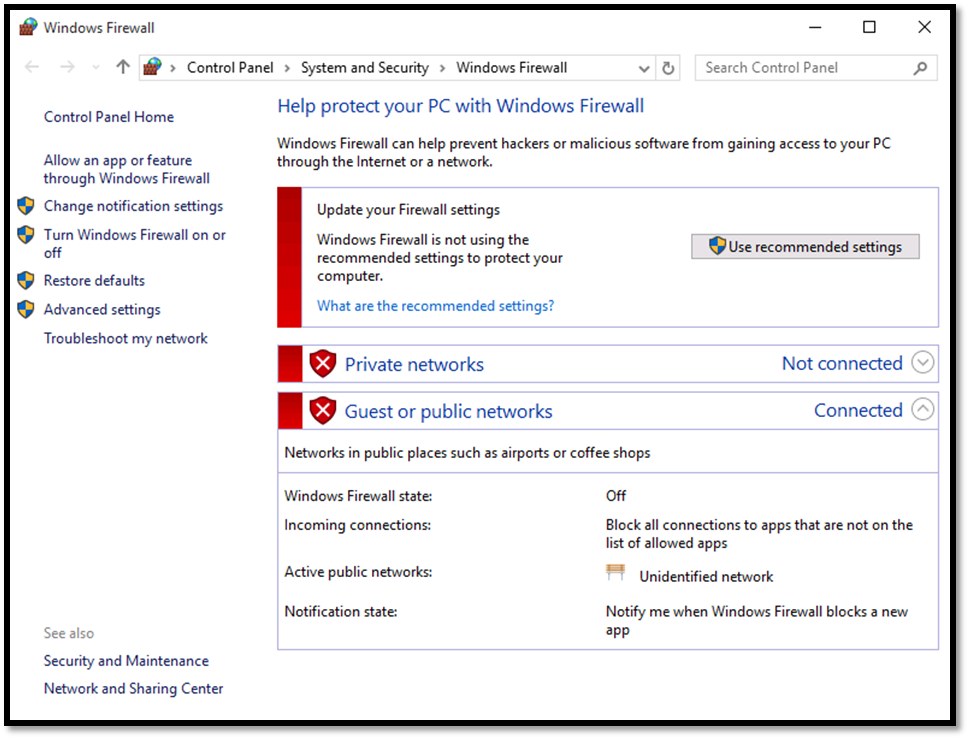 Windows Firewall
Control Panel > System and Security > Windows Firewall
Search Control Panel
Control Panel Home
Allow an app or feature
through Windows Firewall
Change notification settings
Turn Windows Firewall on or
off
Restore defaults
Advanced settings
Troubleshoot my network
See also
Security and Maintenance
Network and Sharing Center
Help protect your PC with Windows Firewall
Windows Firewall can help prevent hackers or malicious software from gaining access to your PC
through the Internet or a network.
Update your Firewall settings
Windows Firewall is not using the
recommended settings to protect your
computer.
What are the recommended settings?
Use recommended settings
Private networks Not connected
Guest or public networks Connected
Networks in public places such as airports or coffee shops
Windows Firewall state: Off
Incoming connections: Block all connections to apps that are not on the
list of allowed apps
Active public networks: Unidentified network
Notification state: Notify me when Windows Firewall blocks a new
app